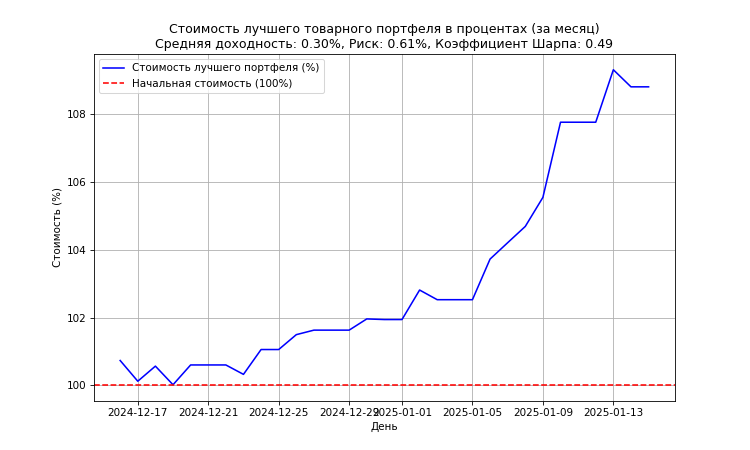 Стоимость лучшего товарного портфеля в процентах (за месяц)
Средняя доходность: 0.30%, Риск: 0.61%, Коэффициент Шарпа: 0.49
Стоимость лучшего портфеля (%)
Начальная стоимость (100%)
Стоимость (%)
108
106
104
102
100
2024-12-17 2024-12-21 2024-12-25 2024-12-29 2025-01-01 2025-01-05 2025-01-09 2025-01-13
День